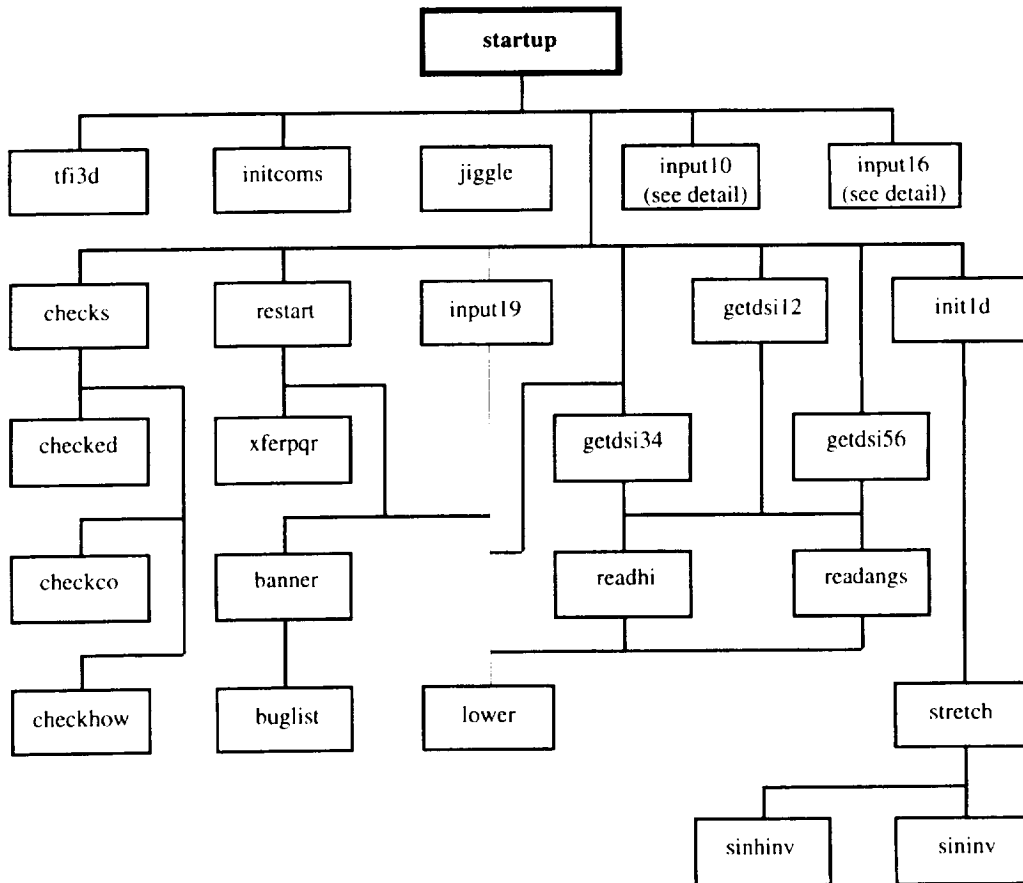 startup
tfi3d
initcoms
jiggle
input10
(see detail)
input16
(see detail)
checks
restart
input19
getdsi12
init1d
checked
xferpqr
getdsi34
getdsi56
checkco
banner
readhi
readangs
checkhow
buglist
lower
stretch
sinhinv
sininv